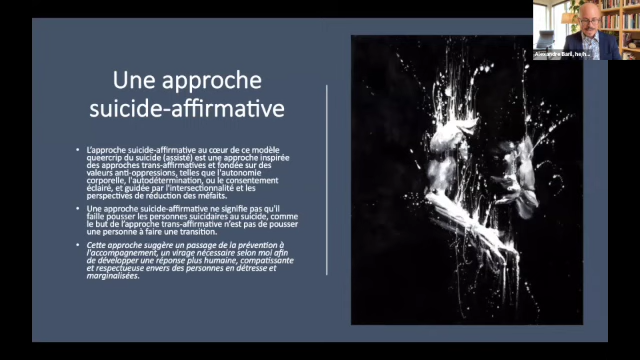 Alexandre Baril, he/h...
Une approche
suicide-affirmative
• L'approche suicide-affirmative au cœur de ce modèle
queercrip du suicide (assisté) est une approche inspirée
des approches trans-affirmatives et fondée sur des
valeurs anti-oppressions, telles que l'autonomie
corporelle, l'autodétermination, ou le consentement
éclairé, et guidée par l'intersectionnalité et les
perspectives de réduction des méfaits.
• Une approche suicide-affirmative ne signifie pas qu'il
faille pousser les personnes suicidaires au suicide, comme
le but de l'approche trans-affirmative n'est pas de pousser
une personne à faire une transition.
• Cette approche suggère un passage de la prévention à
l'accompagnement, un virage nécessaire selon moi afin
de développer une réponse plus humaine, compatissante
et respectueuse envers des personnes en détresse et
marginalisées.